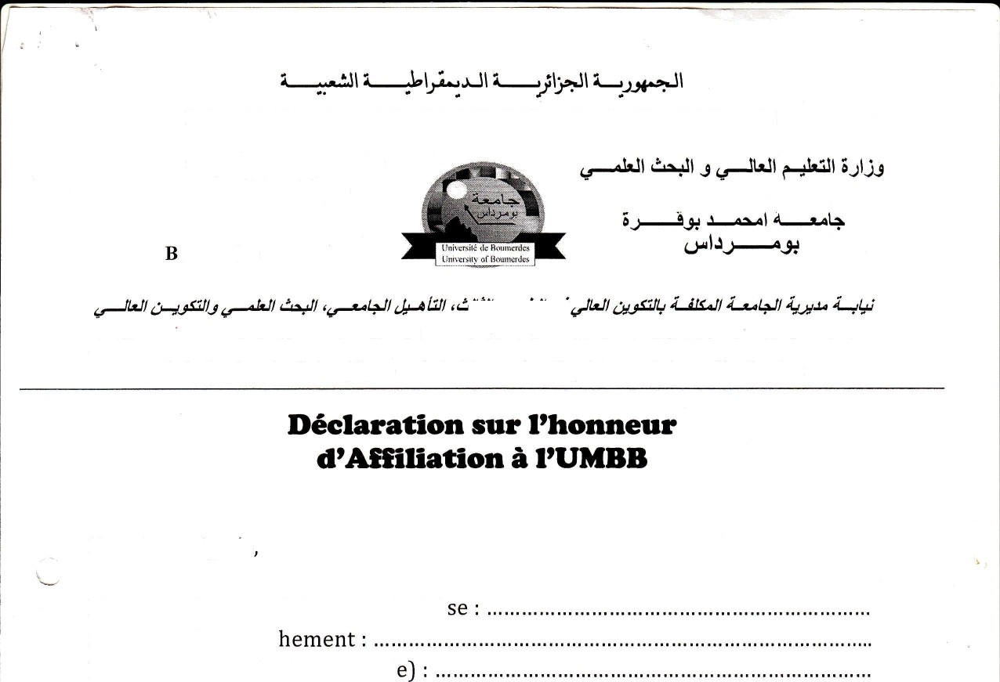 الجمهورية الجزائرية الديمقراطية الشعبية
وزارة التعليم العالي و البحث العلمي
جامعة امحمد بوقرة
بومرداس
جامعة
بومرداس
Université de Boumerdes
University of Boumerdes
B
نيابة مديرية الجامعة المكلفة بالتكوين العالي التأهيل الجامعي، البحث العلمي والتكوين العالي
Déclaration sur l’honneur
d’Affiliation à l’UMBB
,
se : ……………………………………………………………
hement : ………………………………………………………………………..
e) : ……………………………………………………………………